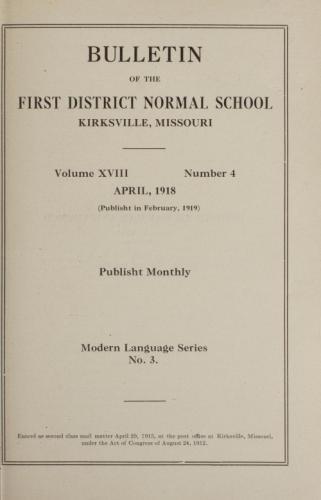 BULLETIN
OF THE
FIRST DISTRICT NORMAL SCHOOL
KIRKSVILLE, MISSOURI
Volume XVIII Number 4
APRIL, 1918
(Publisht in February, 1919)
Publisht Monthly
Modern Language Series
No. 3.
Entered as second class mail matter April 29, 1915, at the post office at Kirksville, Missouri,
under the Act of Congress of August 24, 1912.